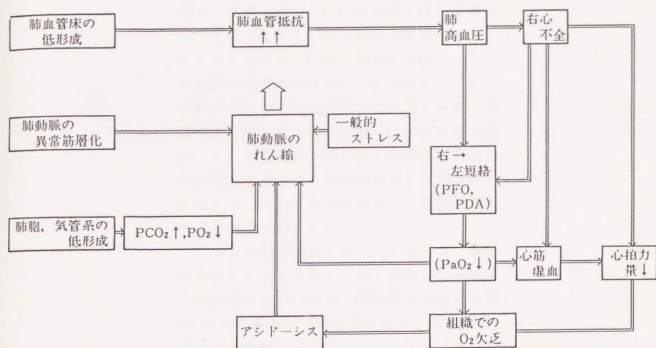 肺血管床の
低形成
肺血管抵抗
↑↑
肺
高血圧
右心
不全
肺動脈の
異常筋層化
肺動脈の
れん縮
一般的
ストレス
右→
左短絡
(PFO,
PDA)
肺胞，気管系の
低形成
PCO₂↑,PO₂↓
(PaO₂↓)
心筋
虚血
心拍力
量↓
アシドーシス
組織での
O₂欠乏